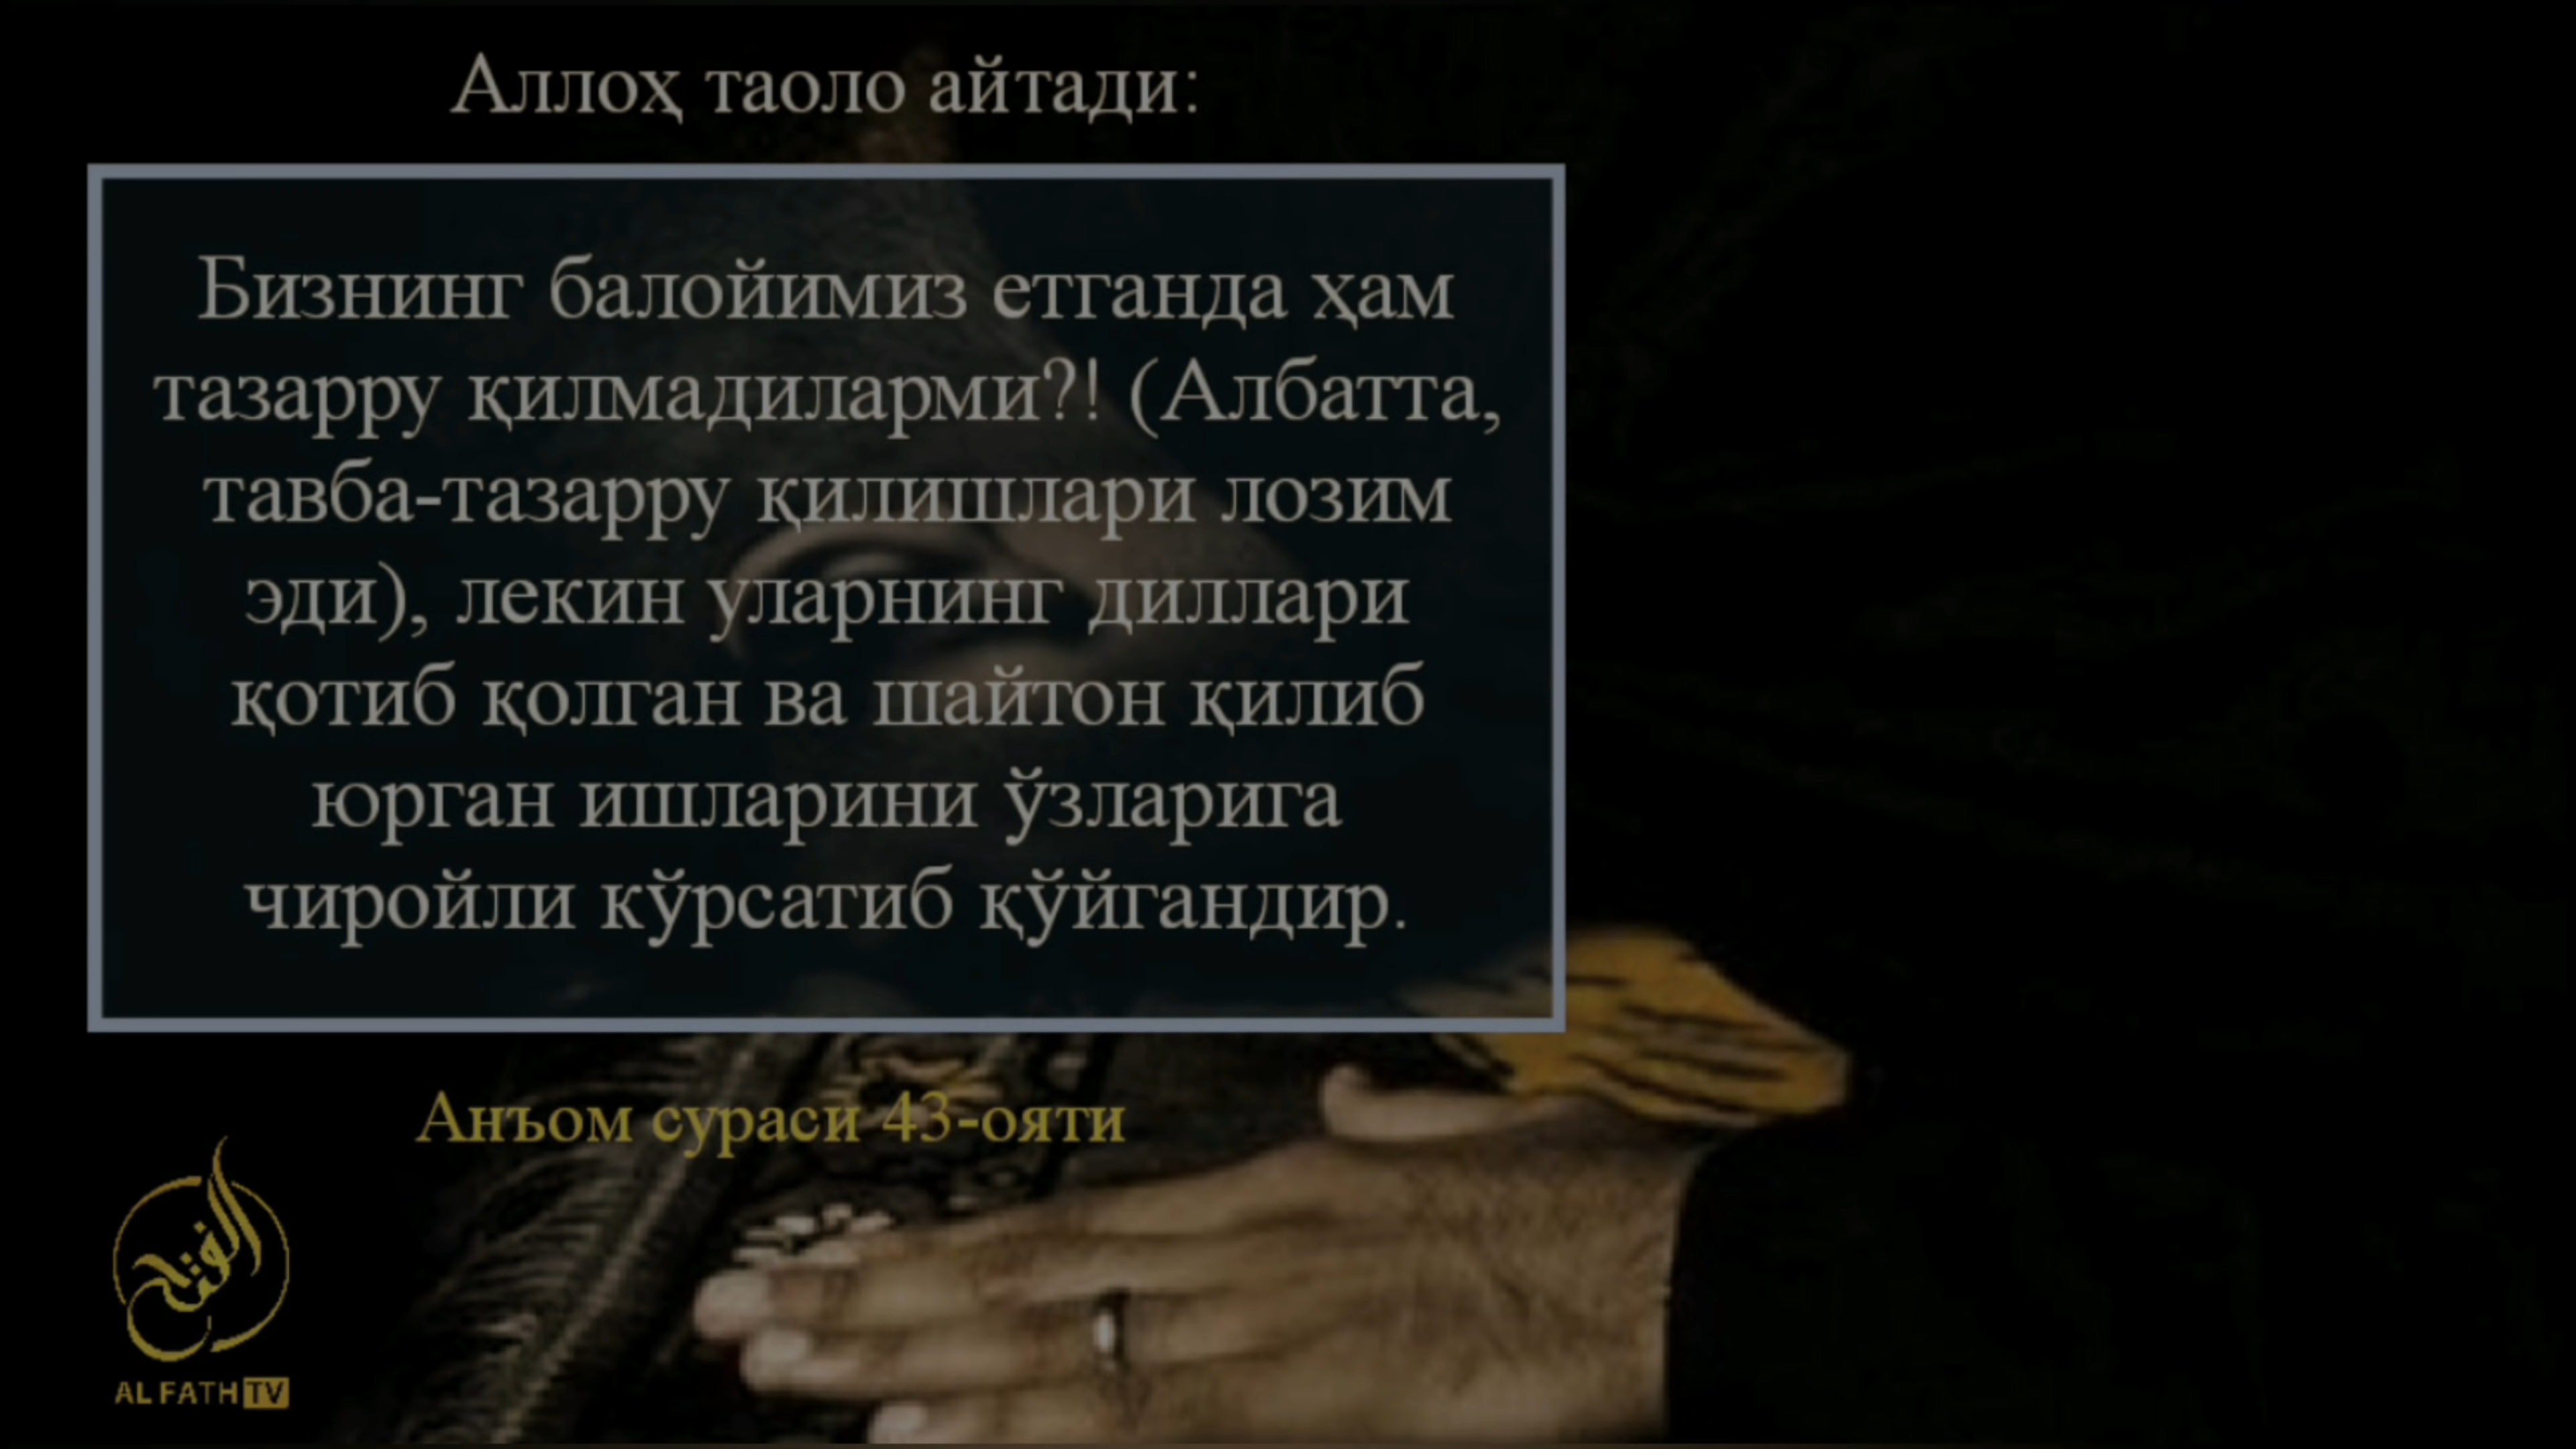 Аллоҳ таоло айтади:
Бизнинг балойимиз етганда ҳам
тазарру қилмадиларми?! (Албатта,
тавба-тазарру қилишлари лозим
эди), лекин уларнинг диллари
қотиб қолган ва шайтон қилиб
юрган ишларини ўзларига
чиройли кўрсатиб қўйгандир.
Анъом сураси 43-ояти
الفتح
AL FATH TV